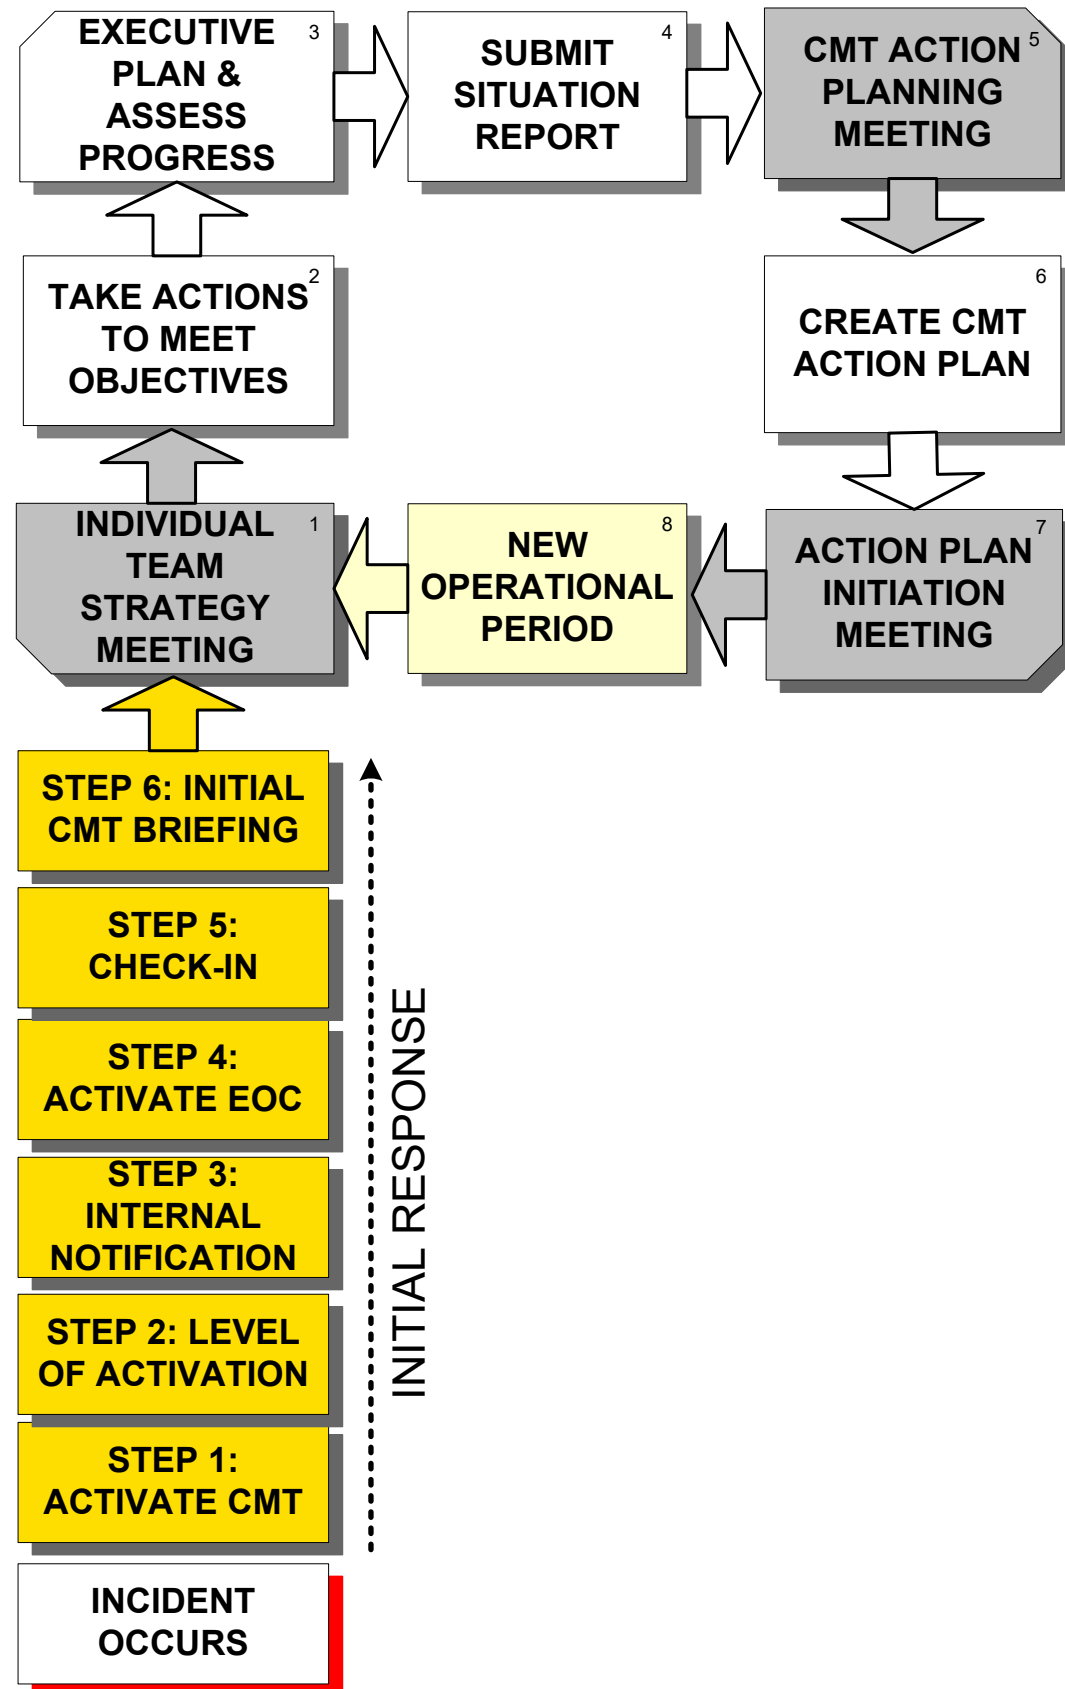 EXECUTIVE
PLAN &
ASSESS
PROGRESS
3
SUBMIT
SITUATION
REPORT
4
CMT ACTION
PLANNING
MEETING
5
TAKE ACTIONS
TO MEET
OBJECTIVES
2
CREATE CMT
ACTION PLAN
6
INDIVIDUAL
TEAM
STRATEGY
MEETING
1
NEW
OPERATIONAL
PERIOD
8
ACTION PLAN
INITIATION
MEETING
7
STEP 6: INITIAL
CMT BRIEFING
STEP 5:
CHECK-IN
STEP 4:
ACTIVATE EOC
STEP 3:
INTERNAL
NOTIFICATION
STEP 2: LEVEL
OF ACTIVATION
STEP 1:
ACTIVATE CMT
INCIDENT
OCCURS
INITIAL RESPONSE